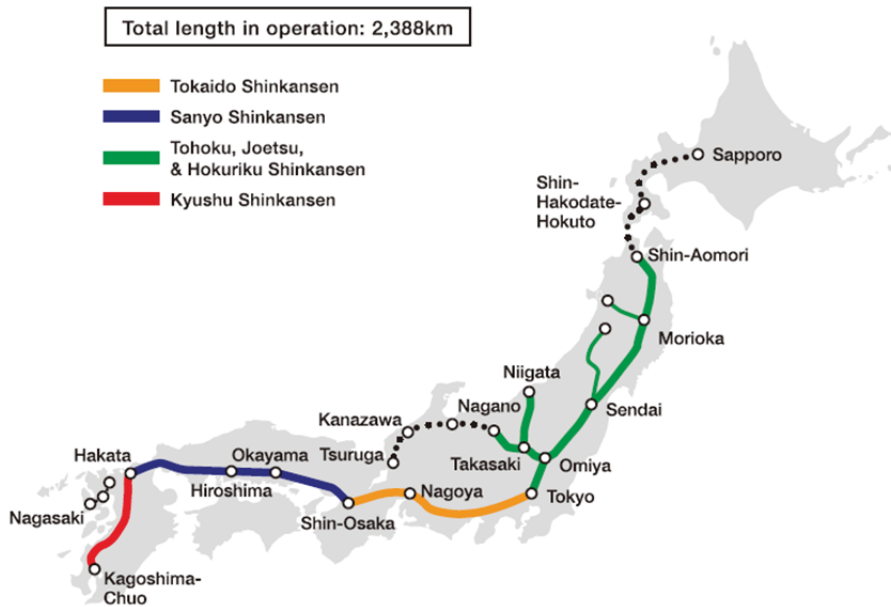 Total length in operation: 2,388km
Tokaido Shinkansen
Sanyo Shinkansen
Tohoku, Joetsu,
& Hokuriku Shinkansen
Kyushu Shinkansen
Sapporo
Shin-
Hakodate-
Hokuto
Shin-Aomori
Morioka
Niigata
Nagano
Sendai
Kanazawa
Tsuruga
Takasaki
Omiya
Hakata
Okayama
Hiroshima
Nagoya
Tokyo
Nagasaki
Shin-Osaka
Kagoshima-
Chuo